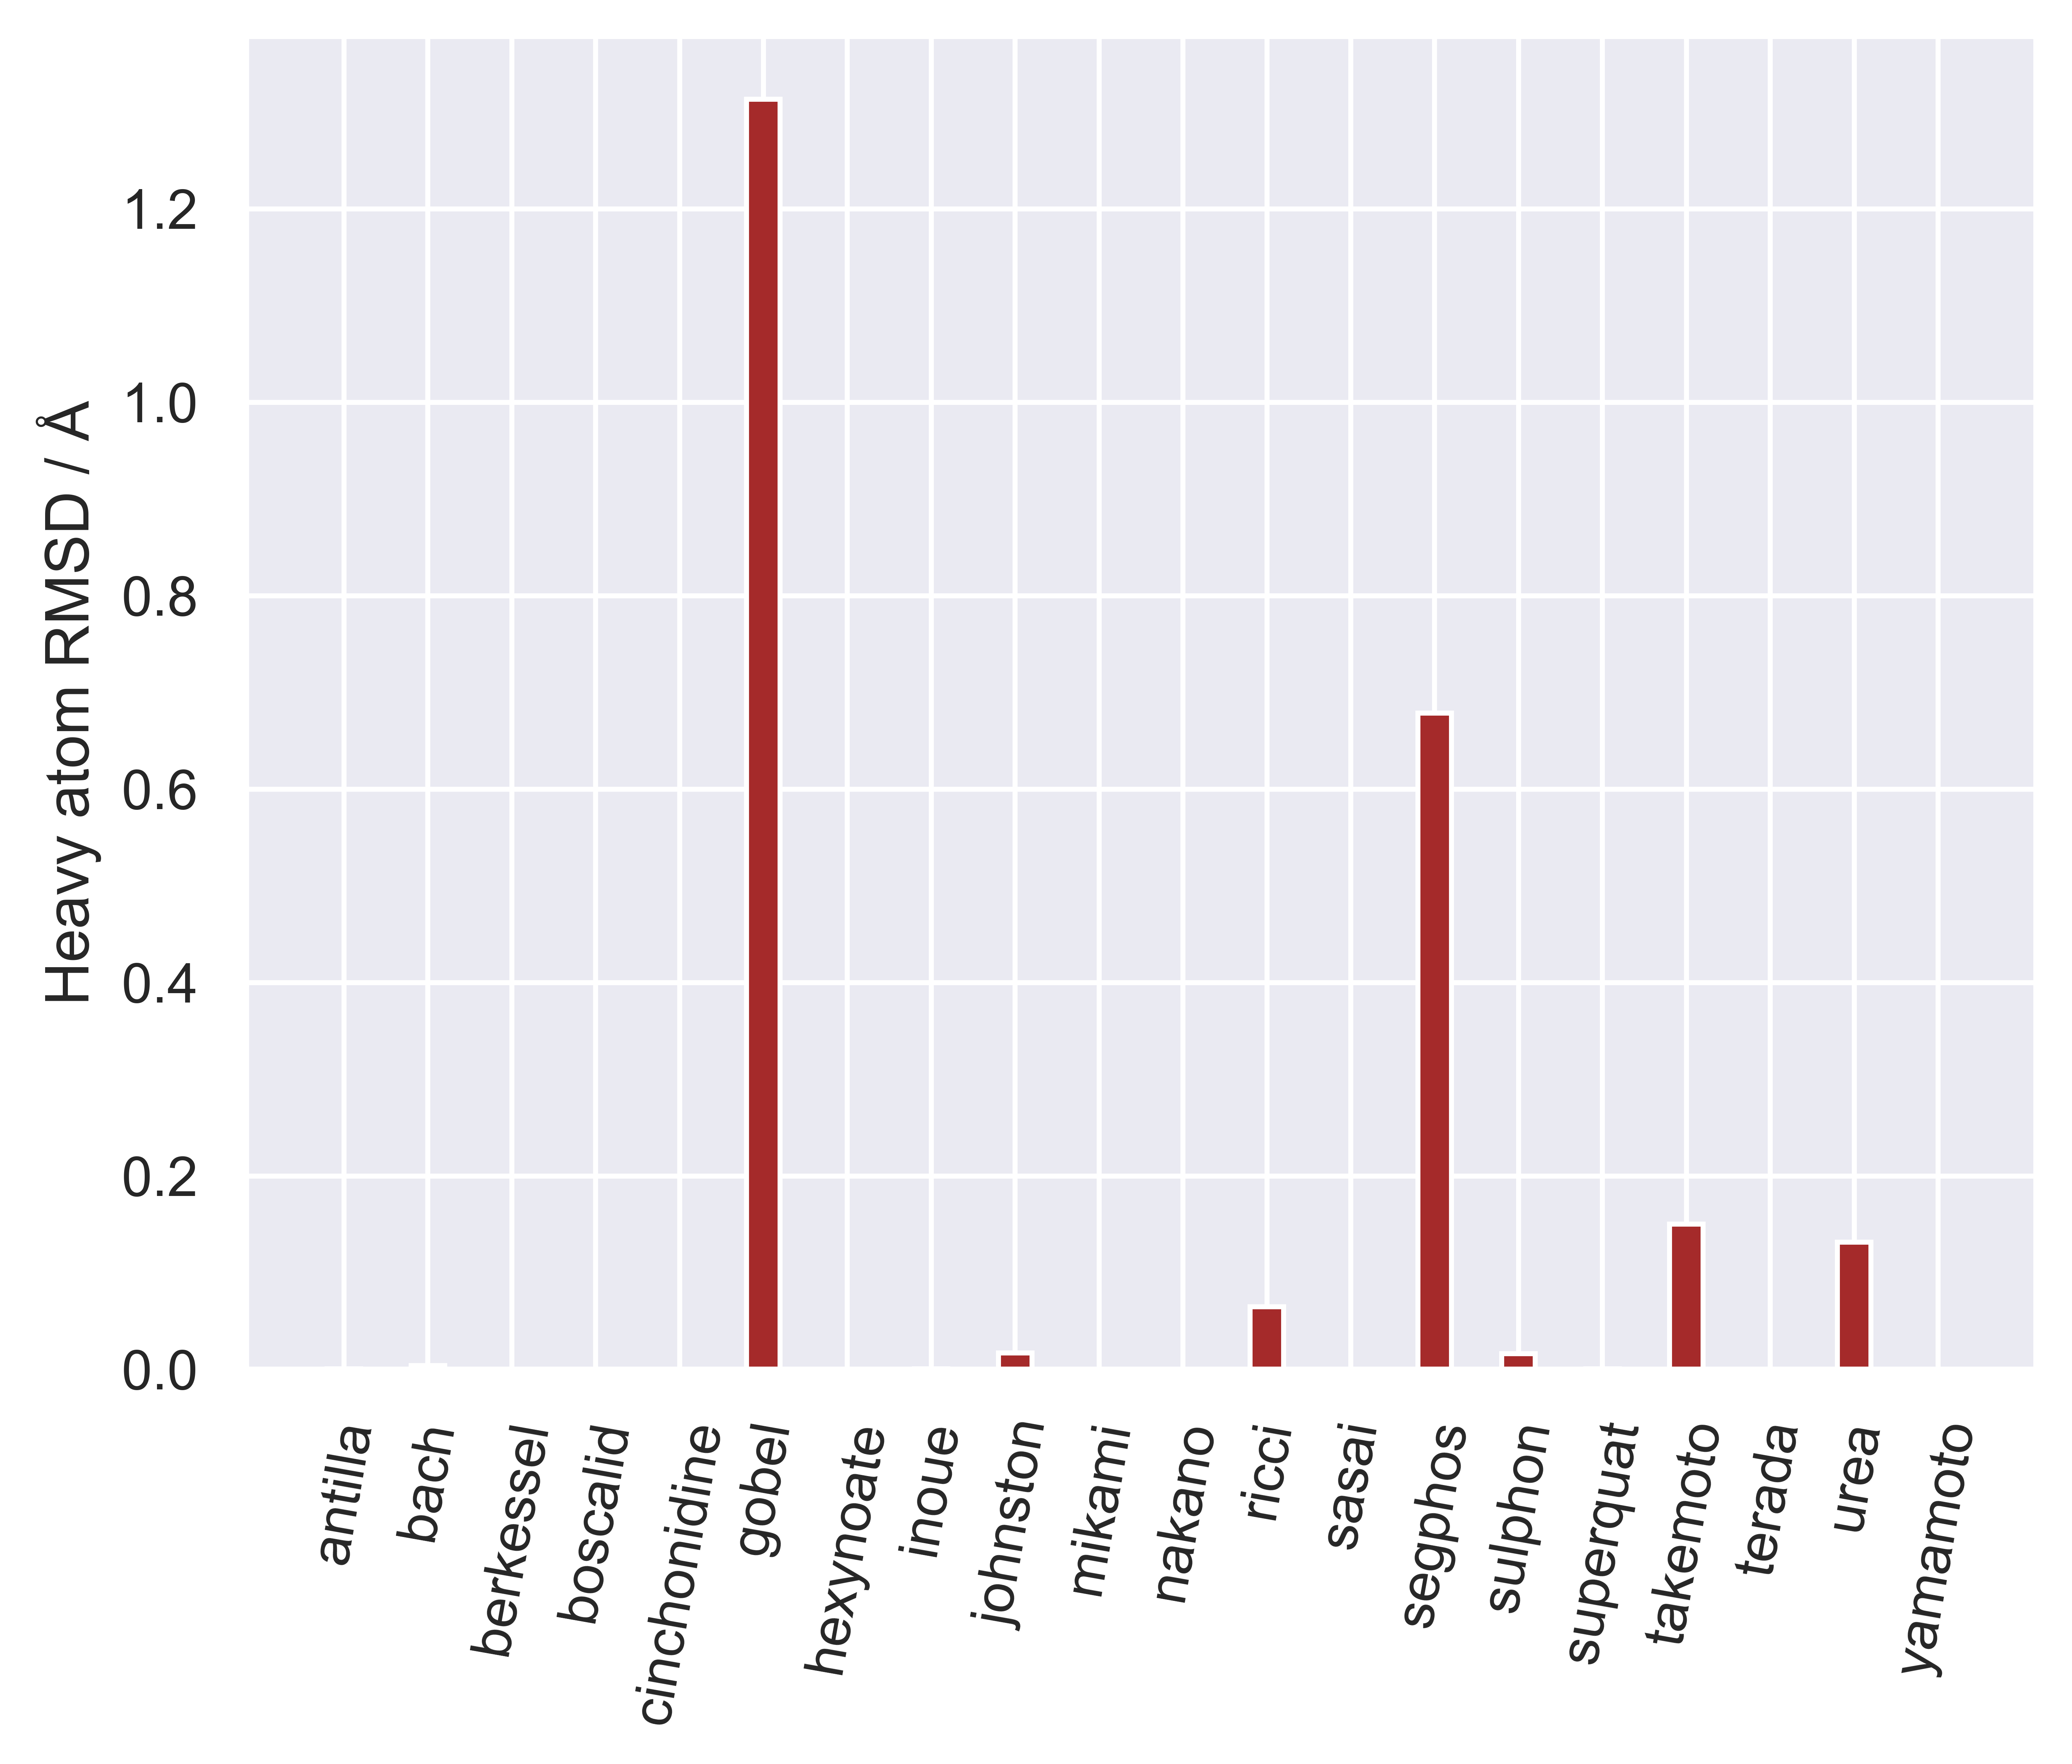 Heavy atom RMSD / Å
1.2
1.0
0.8
0.6
0.4
0.2
0.0
antilla
bach
berkessel
boscalid
cinchonidine
gobel
hexynoate
inoue
johnston
mikami
nakano
ricci
sasai
segphos
sulphon
superquat
takemoto
terada
urea
yamamoto